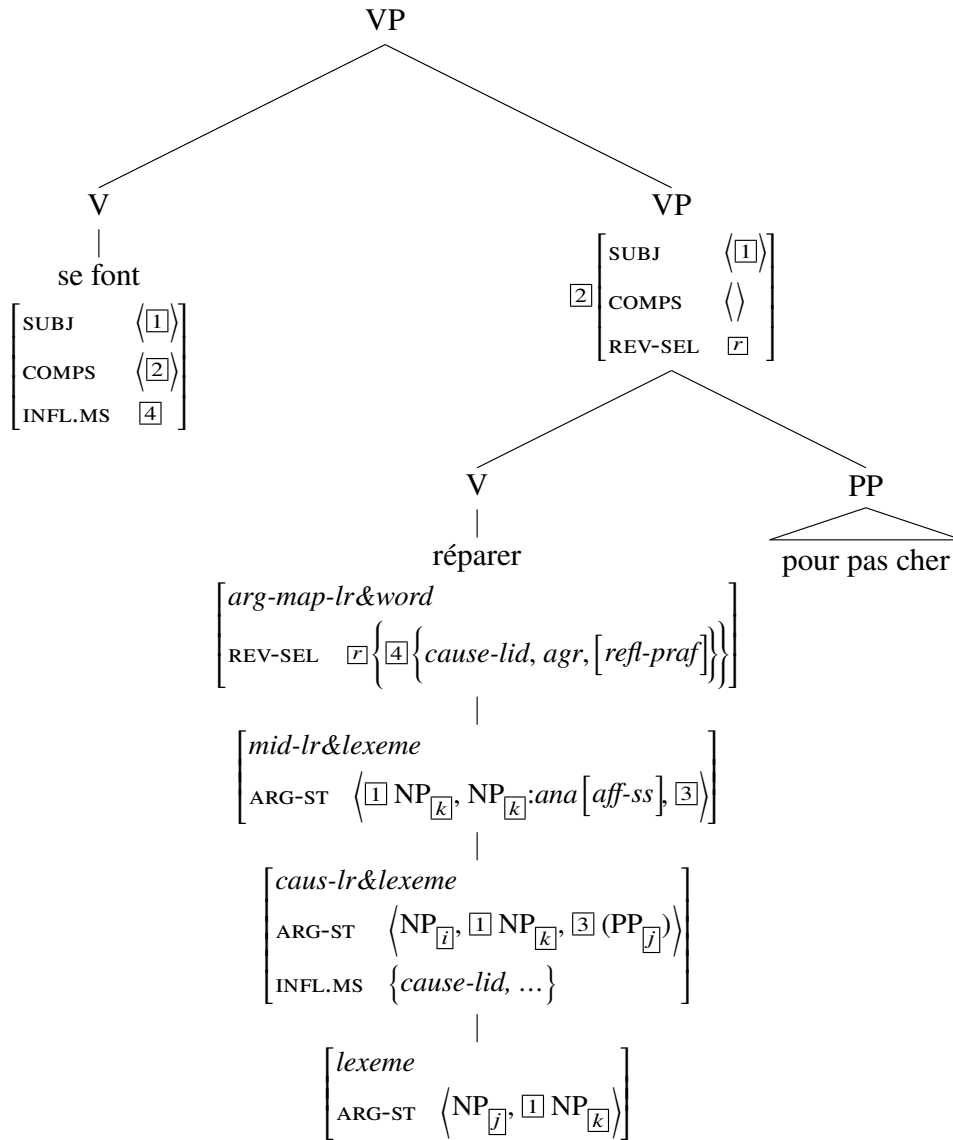 VP
V VP
se font
[SUBJ ⟨[1]⟩
COMPS ⟨[2]⟩
INFL.MS [4]]
[2] [SUBJ ⟨[1]⟩
COMPS ⟨⟩
REV-SEL [r]]
V PP
réparer pour pas cher
[arg-map-lr&word
REV-SEL [r]{[4]{cause-lid, agr, [refl-praf]}}]
[mid-lr&lexeme
ARG-ST ⟨[1] NP[k], NP[k]:ana [aff-ss], [3]⟩]
[caus-lr&lexeme
ARG-ST ⟨NP[i], [1] NP[k], [3] (PP[j])⟩
INFL.MS {cause-lid, …}]
[lexeme
ARG-ST ⟨NP[j], [1] NP[k]⟩]